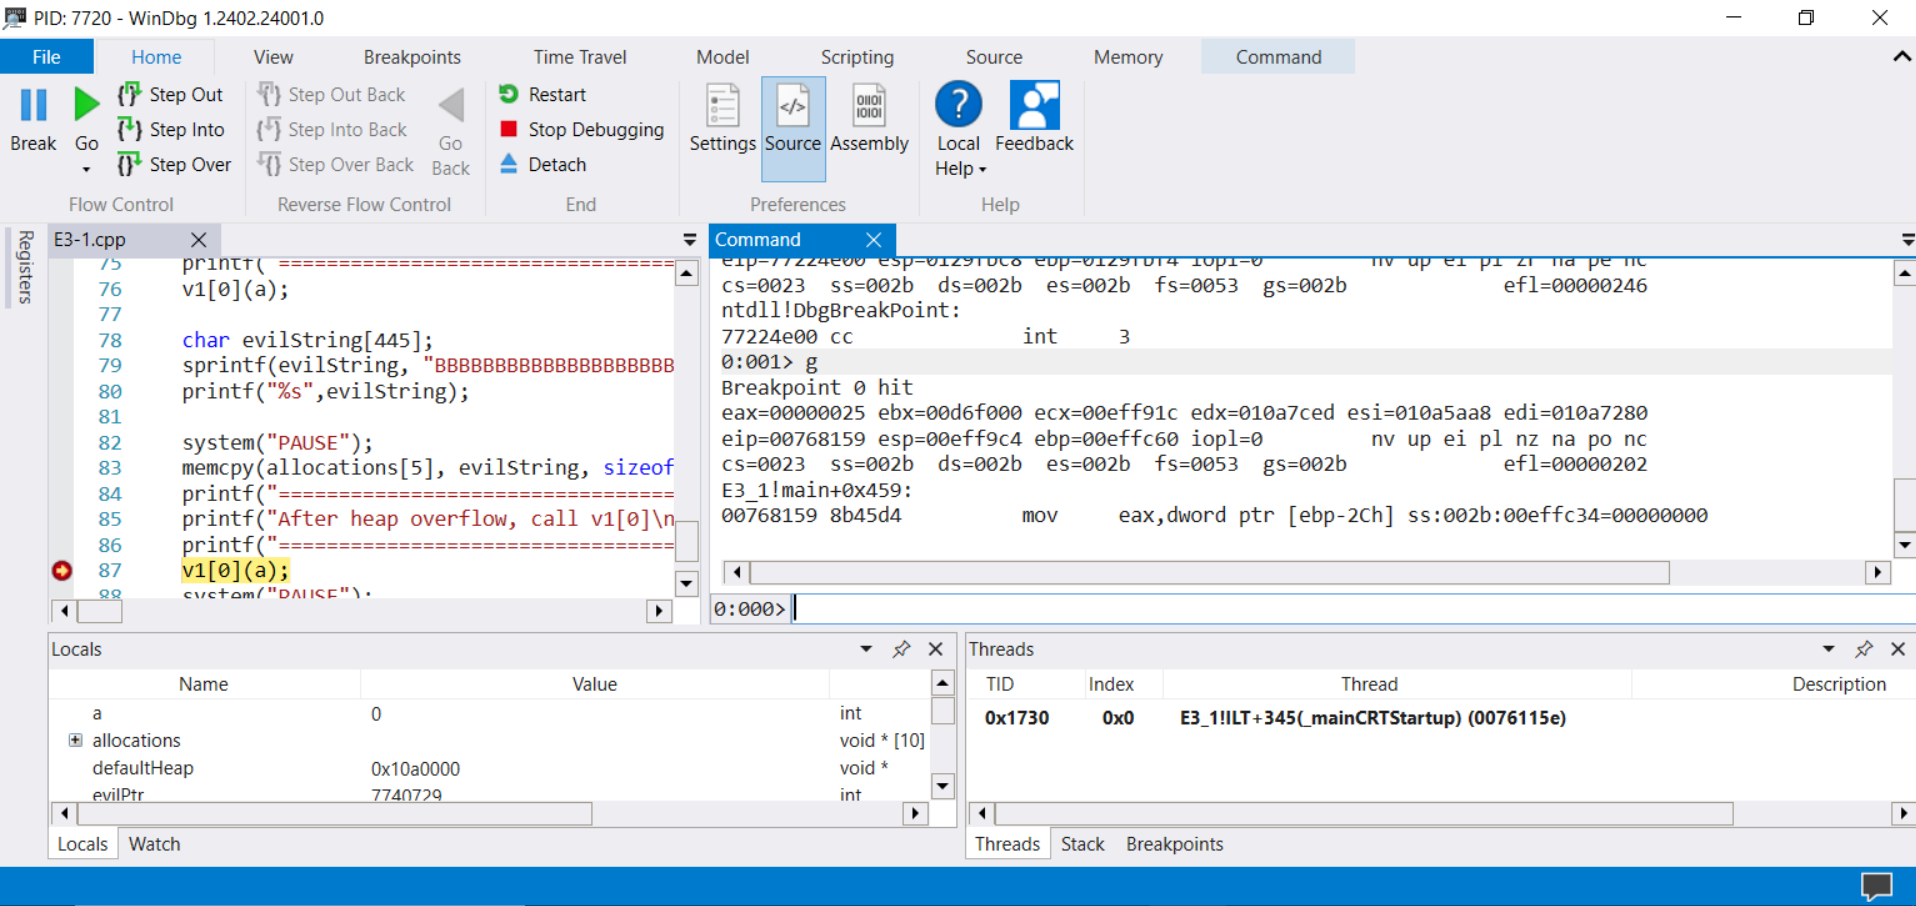 PID: 7720 - WinDbg 1.2402.24001.0
File Home View Breakpoints Time Travel Model Scripting Source Memory Command
Break
Go
Step Out
Step Into
Step Over
Flow Control
Step Out Back
Step Into Back
Step Over Back
Go Back
Reverse Flow Control
Restart
Stop Debugging
Detach
End
Settings
Source
Assembly
Preferences
Local Help
Feedback
Help
Registers
E3-1.cpp
75 printf("==================================
76 v1[0](a);
77
78 char evilString[445];
79 sprintf(evilString, "BBBBBBBBBBBBBBBBBBBB
80 printf("%s",evilString);
81
82 system("PAUSE");
83 memcpy(allocations[5], evilString, sizeof
84 printf("=================================
85 printf("After heap overflow, call v1[0]\n
86 printf("=================================
87 v1[0](a);
88 system("PAUSE");
Command
eip=77224e00 esp=0129fbc8 ebp=0129fbf4 iopl=0 nv up ei pl zr na pe nc
cs=0023 ss=002b ds=002b es=002b fs=0053 gs=002b efl=00000246
ntdll!DbgBreakPoint:
77224e00 cc int 3
0:001> g
Breakpoint 0 hit
eax=00000025 ebx=00d6f000 ecx=00eff91c edx=010a7ced esi=010a5aa8 edi=010a7280
eip=00768159 esp=00eff9c4 ebp=00effc60 iopl=0 nv up ei pl nz na po nc
cs=0023 ss=002b ds=002b es=002b fs=0053 gs=002b efl=00000202
E3_1!main+0x459:
00768159 8b45d4 mov eax,dword ptr [ebp-2Ch] ss:002b:00effc34=00000000
0:000>
Locals
Name Value
a 0 int
allocations void * [10]
defaultHeap 0x10a0000 void *
evilPtr 7740729 int
Locals Watch
Threads
TID Index Thread Description
0x1730 0x0 E3_1!ILT+345(_mainCRTStartup) (0076115e)
Threads Stack Breakpoints